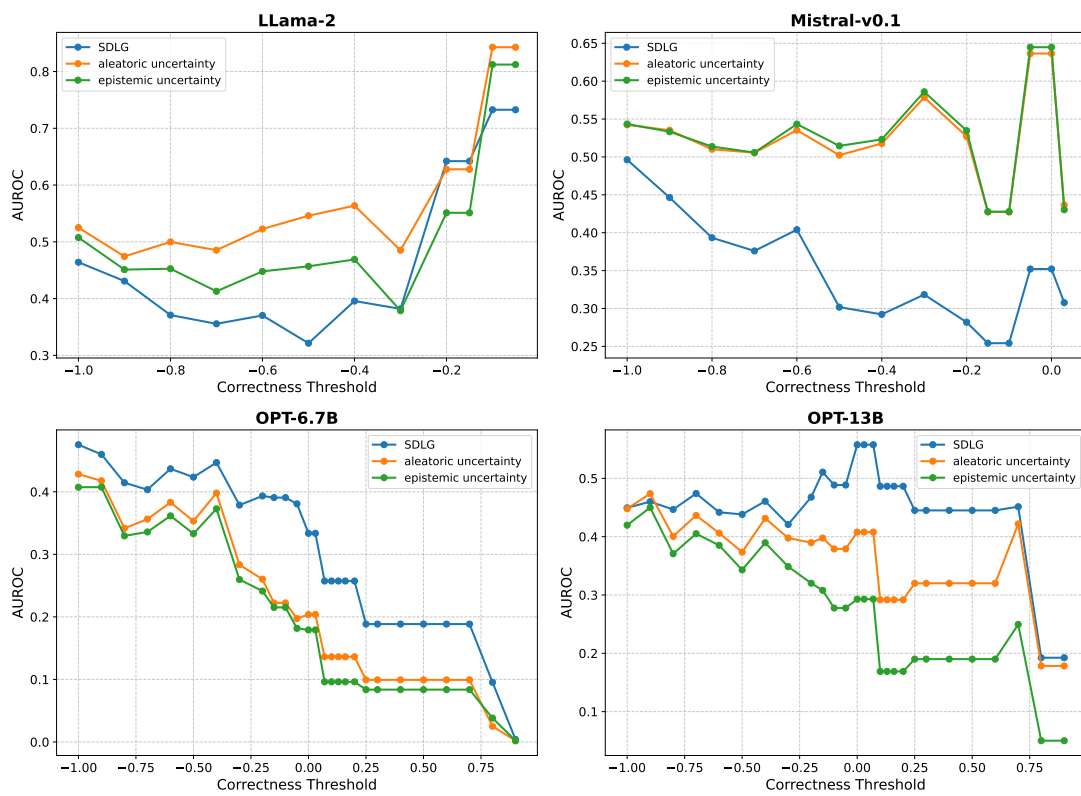 LLama-2
SDLG
aleatoric uncertainty
epistemic uncertainty
AUROC
0.8
0.7
0.6
0.5
0.4
0.3
−1.0 −0.8 −0.6 −0.4 −0.2
Correctness Threshold
Mistral-v0.1
SDLG
aleatoric uncertainty
epistemic uncertainty
AUROC
0.65
0.60
0.55
0.50
0.45
0.40
0.35
0.30
0.25
−1.0 −0.8 −0.6 −0.4 −0.2 0.0
Correctness Threshold
OPT-6.7B
SDLG
aleatoric uncertainty
epistemic uncertainty
AUROC
0.4
0.3
0.2
0.1
0.0
−1.00 −0.75 −0.50 −0.25 0.00 0.25 0.50 0.75
Correctness Threshold
OPT-13B
SDLG
aleatoric uncertainty
epistemic uncertainty
AUROC
0.5
0.4
0.3
0.2
0.1
−1.00 −0.75 −0.50 −0.25 0.00 0.25 0.50 0.75
Correctness Threshold